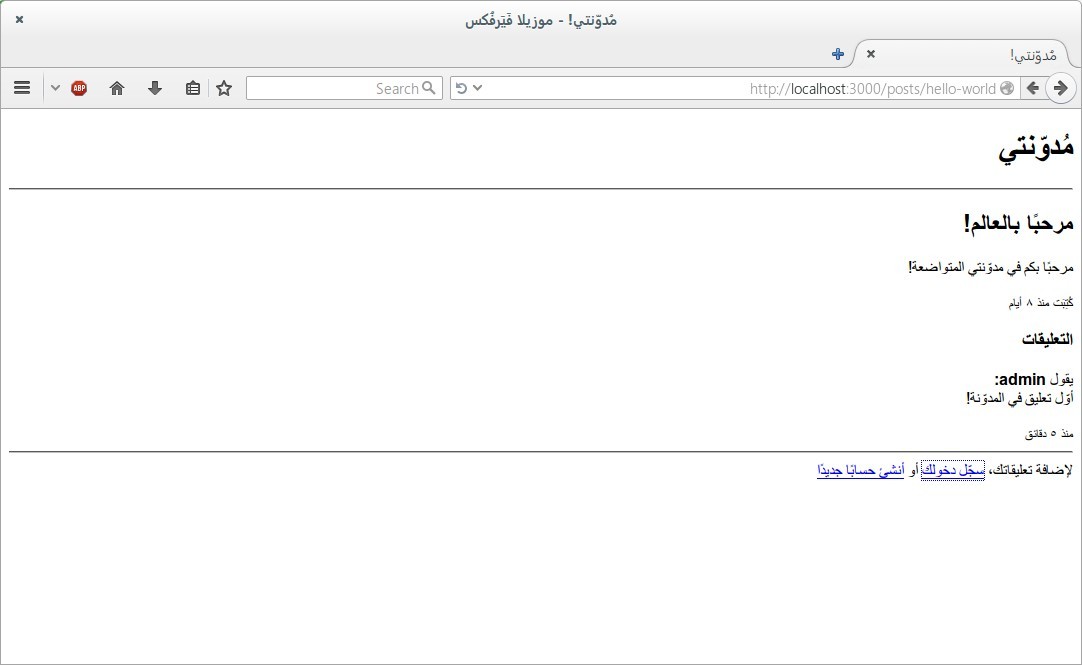 مُدوّنتي! - موزيلا فَيَرفُكس
مُدوّنتي!
http://localhost:3000/posts/hello-world
Search
ABP
مُدوّنتي
مرحبًا بالعالم!
مرحبًا بكم في مدوّنتي المتواضعة!
كُتِبَت منذ ٨ أيام
التعليقات
يقول admin:
أوّل تعليق في المدوّنة!
منذ ٥ دقائق
لإضافة تعليقاتك، سجّل دخولك أو أنشئ حسابًا جديدًا